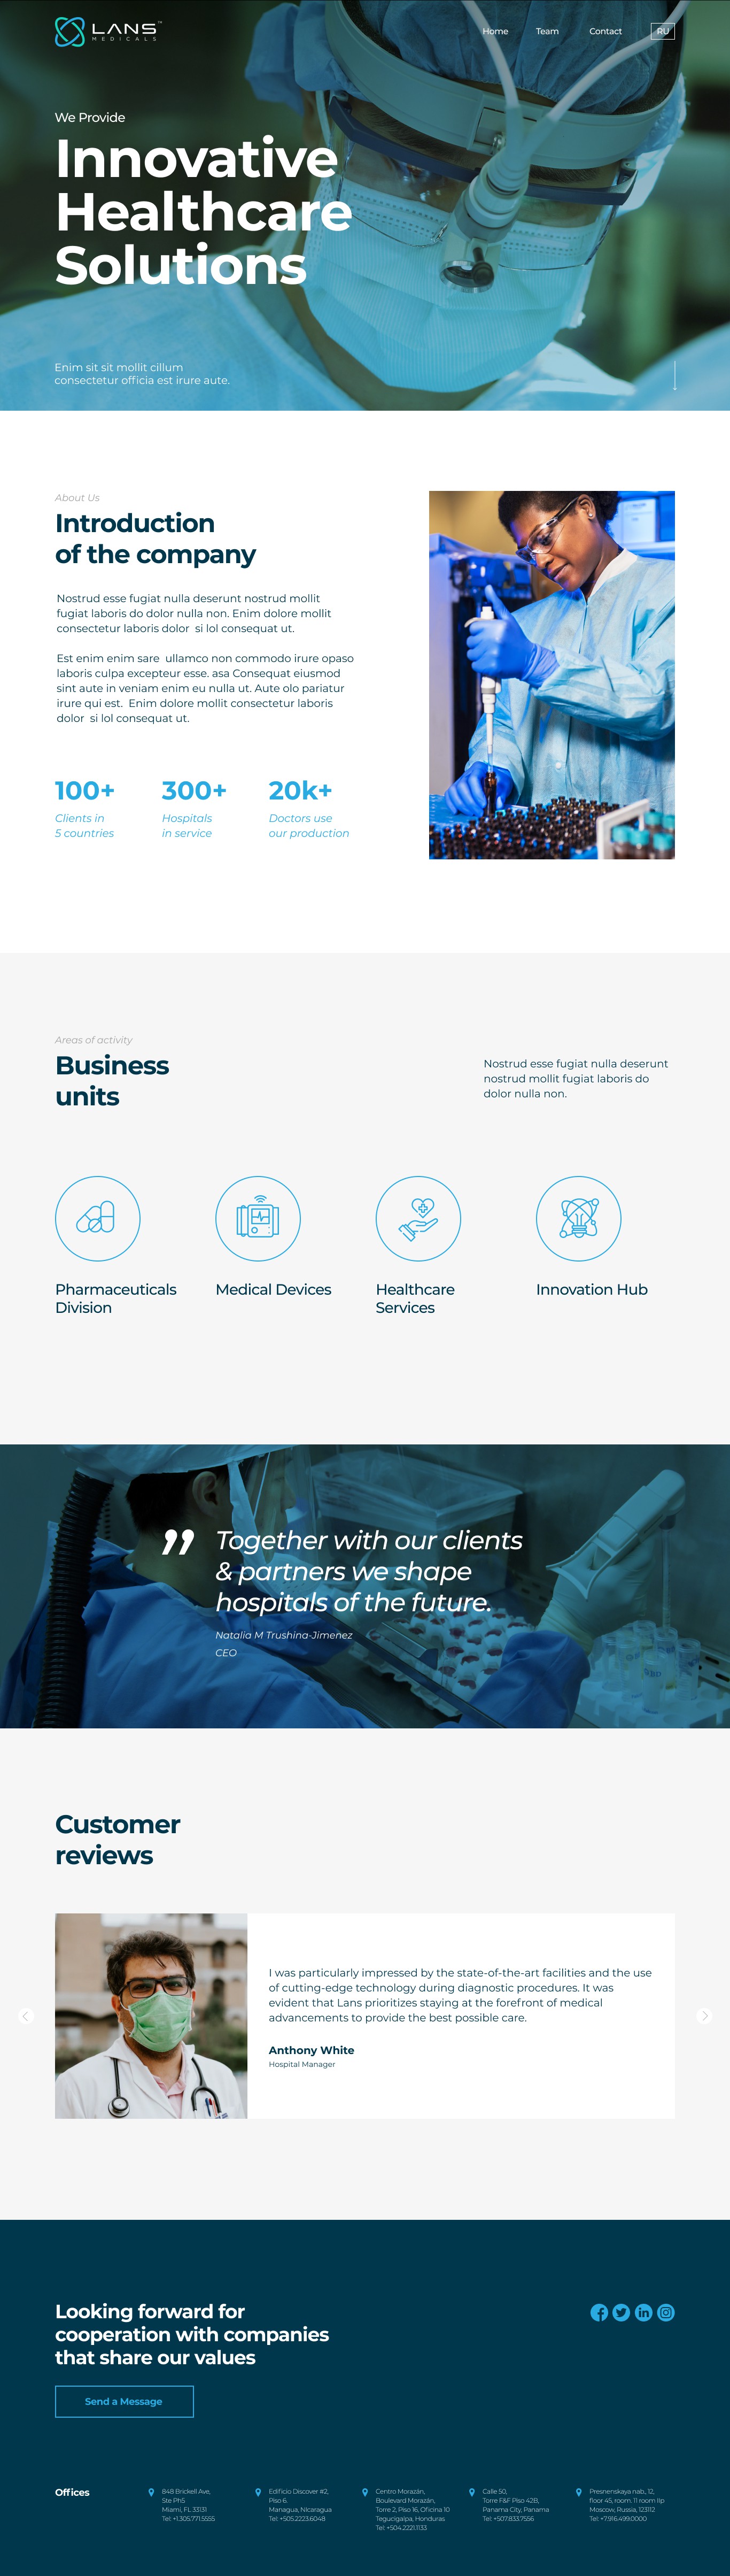 LANS™
MEDICALS
Home Team Contact RU
We Provide
Innovative
Healthcare
Solutions
Enim sit sit mollit cillum
consectetur officia est irure aute.
About Us
Introduction
of the company
Nostrud esse fugiat nulla deserunt nostrud mollit
fugiat laboris do dolor nulla non. Enim dolore mollit
consectetur laboris dolor si lol consequat ut.
Est enim enim sare ullamco non commodo irure opaso
laboris culpa excepteur esse. asa Consequat eiusmod
sint aute in veniam enim eu nulla ut. Aute olo pariatur
irure qui est. Enim dolore mollit consectetur laboris
dolor si lol consequat ut.
100+
Clients in
5 countries
300+
Hospitals
in service
20k+
Doctors use
our production
Areas of activity
Business
units
Nostrud esse fugiat nulla deserunt
nostrud mollit fugiat laboris do
dolor nulla non.
Pharmaceuticals
Division
Medical Devices
Healthcare
Services
Innovation Hub
”
Together with our clients
& partners we shape
hospitals of the future.
Natalia M Trushina-Jimenez
CEO
Customer
reviews
I was particularly impressed by the state-of-the-art facilities and the use
of cutting-edge technology during diagnostic procedures. It was
evident that Lans prioritizes staying at the forefront of medical
advancements to provide the best possible care.
Anthony White
Hospital Manager
Looking forward for
cooperation with companies
that share our values
Send a Message
Offices
848 Brickell Ave,
Ste Ph5
Miami, FL 33131
Tel: +1.305.771.5555
Edificio Discover #2,
Piso 6.
Managua, Nicaragua
Tel: +505.2223.6048
Centro Morazán,
Boulevard Morazán,
Torre 2, Piso 16, Oficina 10
Tegucigalpa, Honduras
Tel: +504.2221.1133
Calle 50,
Torre F&F Piso 42B,
Panama City, Panama
Tel: +507.833.7556
Presnenskaya nab., 12,
floor 45, room. 11 room IIp
Moscow, Russia, 123112
Tel: +7.916.499.0000